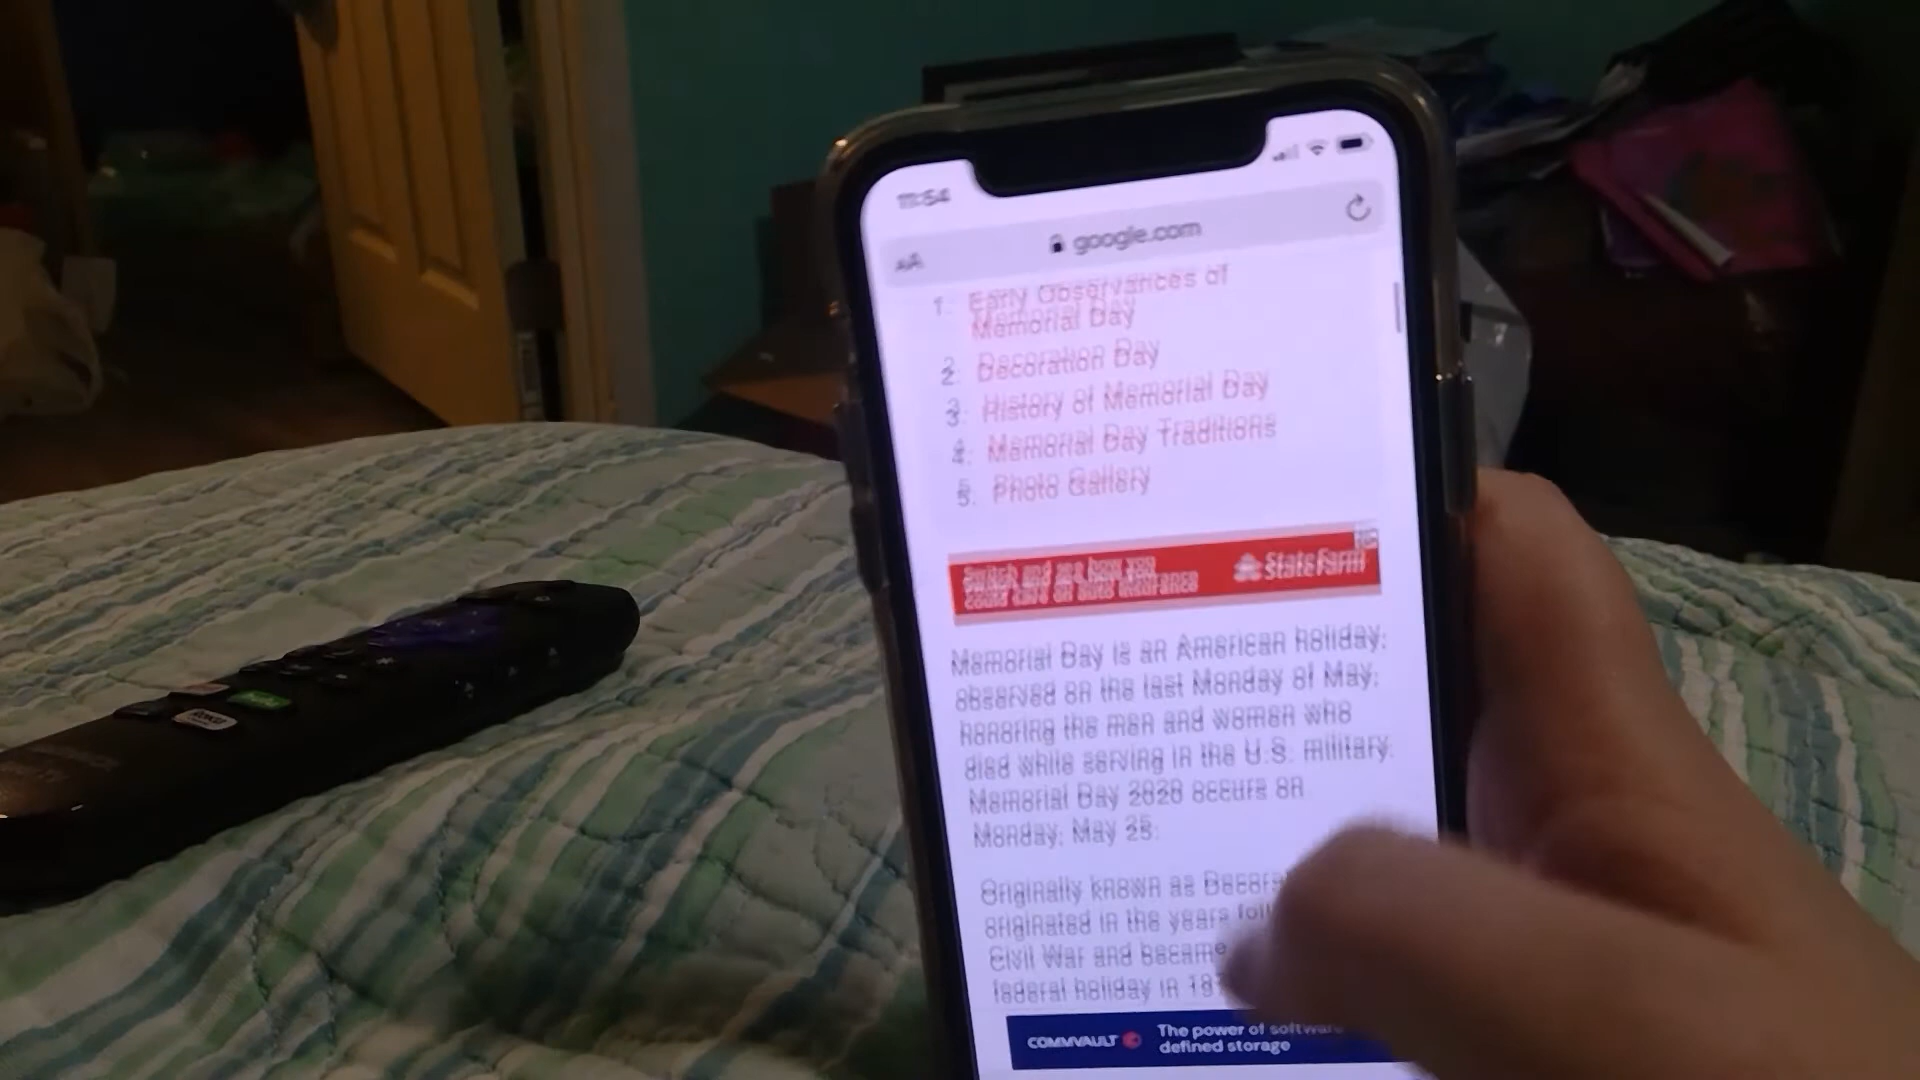 11:54
AA google.com
1. Early Observances of
Memorial Day
2. Decoration Day
3. History of Memorial Day
4. Memorial Day Traditions
5. Photo Gallery
Switch and see how you
could save on auto insurance
StateFarm
Memorial Day is an American holiday,
observed on the last Monday of May,
honoring the men and women who
died while serving in the U.S. military.
Memorial Day 2020 occurs on
Monday, May 25.
Originally known as
originated in the years
Civil War and became
federal holiday in
COMMVAULT
The power of software
defined storage